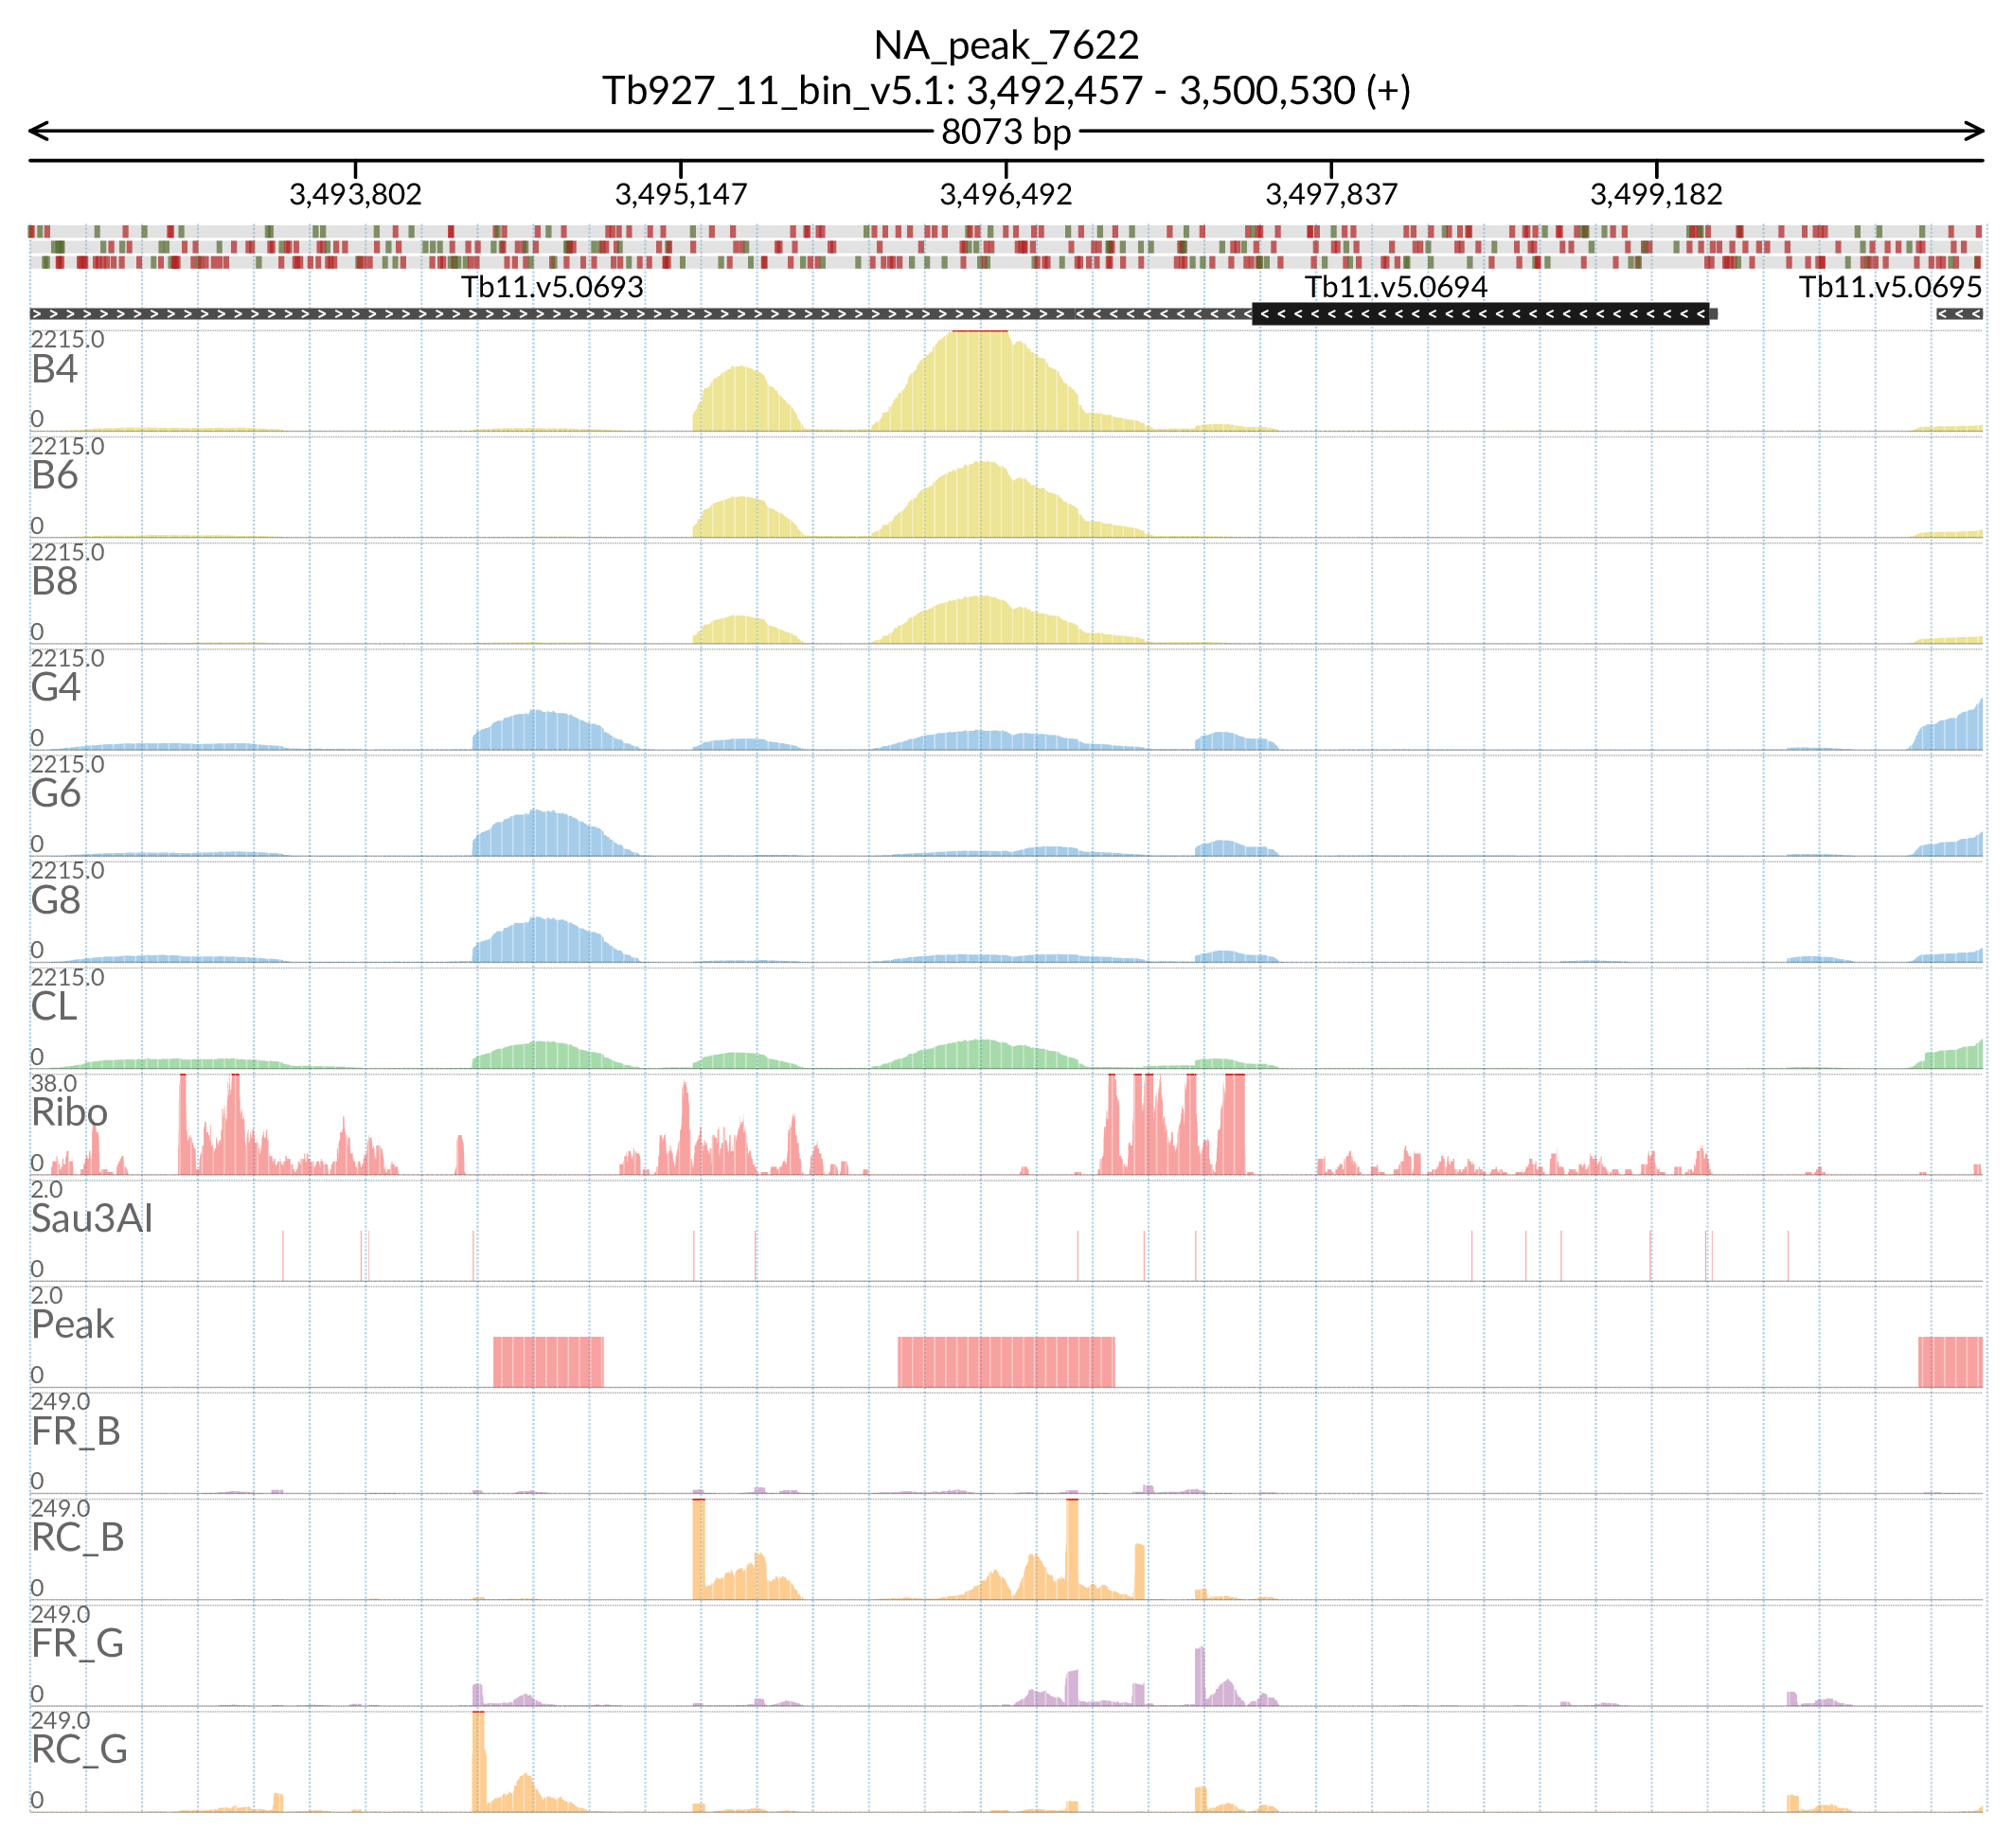 NA_peak_7622
Tb927_11_bin_v5.1: 3,492,457 - 3,500,530 (+)
8073 bp
3,493,802 3,495,147 3,496,492 3,497,837 3,499,182
Tb11.v5.0693 Tb11.v5.0694 Tb11.v5.0695
2215.0
B4
0
2215.0
B6
0
2215.0
B8
0
2215.0
G4
0
2215.0
G6
0
2215.0
G8
0
2215.0
CL
0
38.0
Ribo
0
2.0
Sau3AI
0
2.0
Peak
0
249.0
FR_B
0
249.0
RC_B
0
249.0
FR_G
0
249.0
RC_G
0